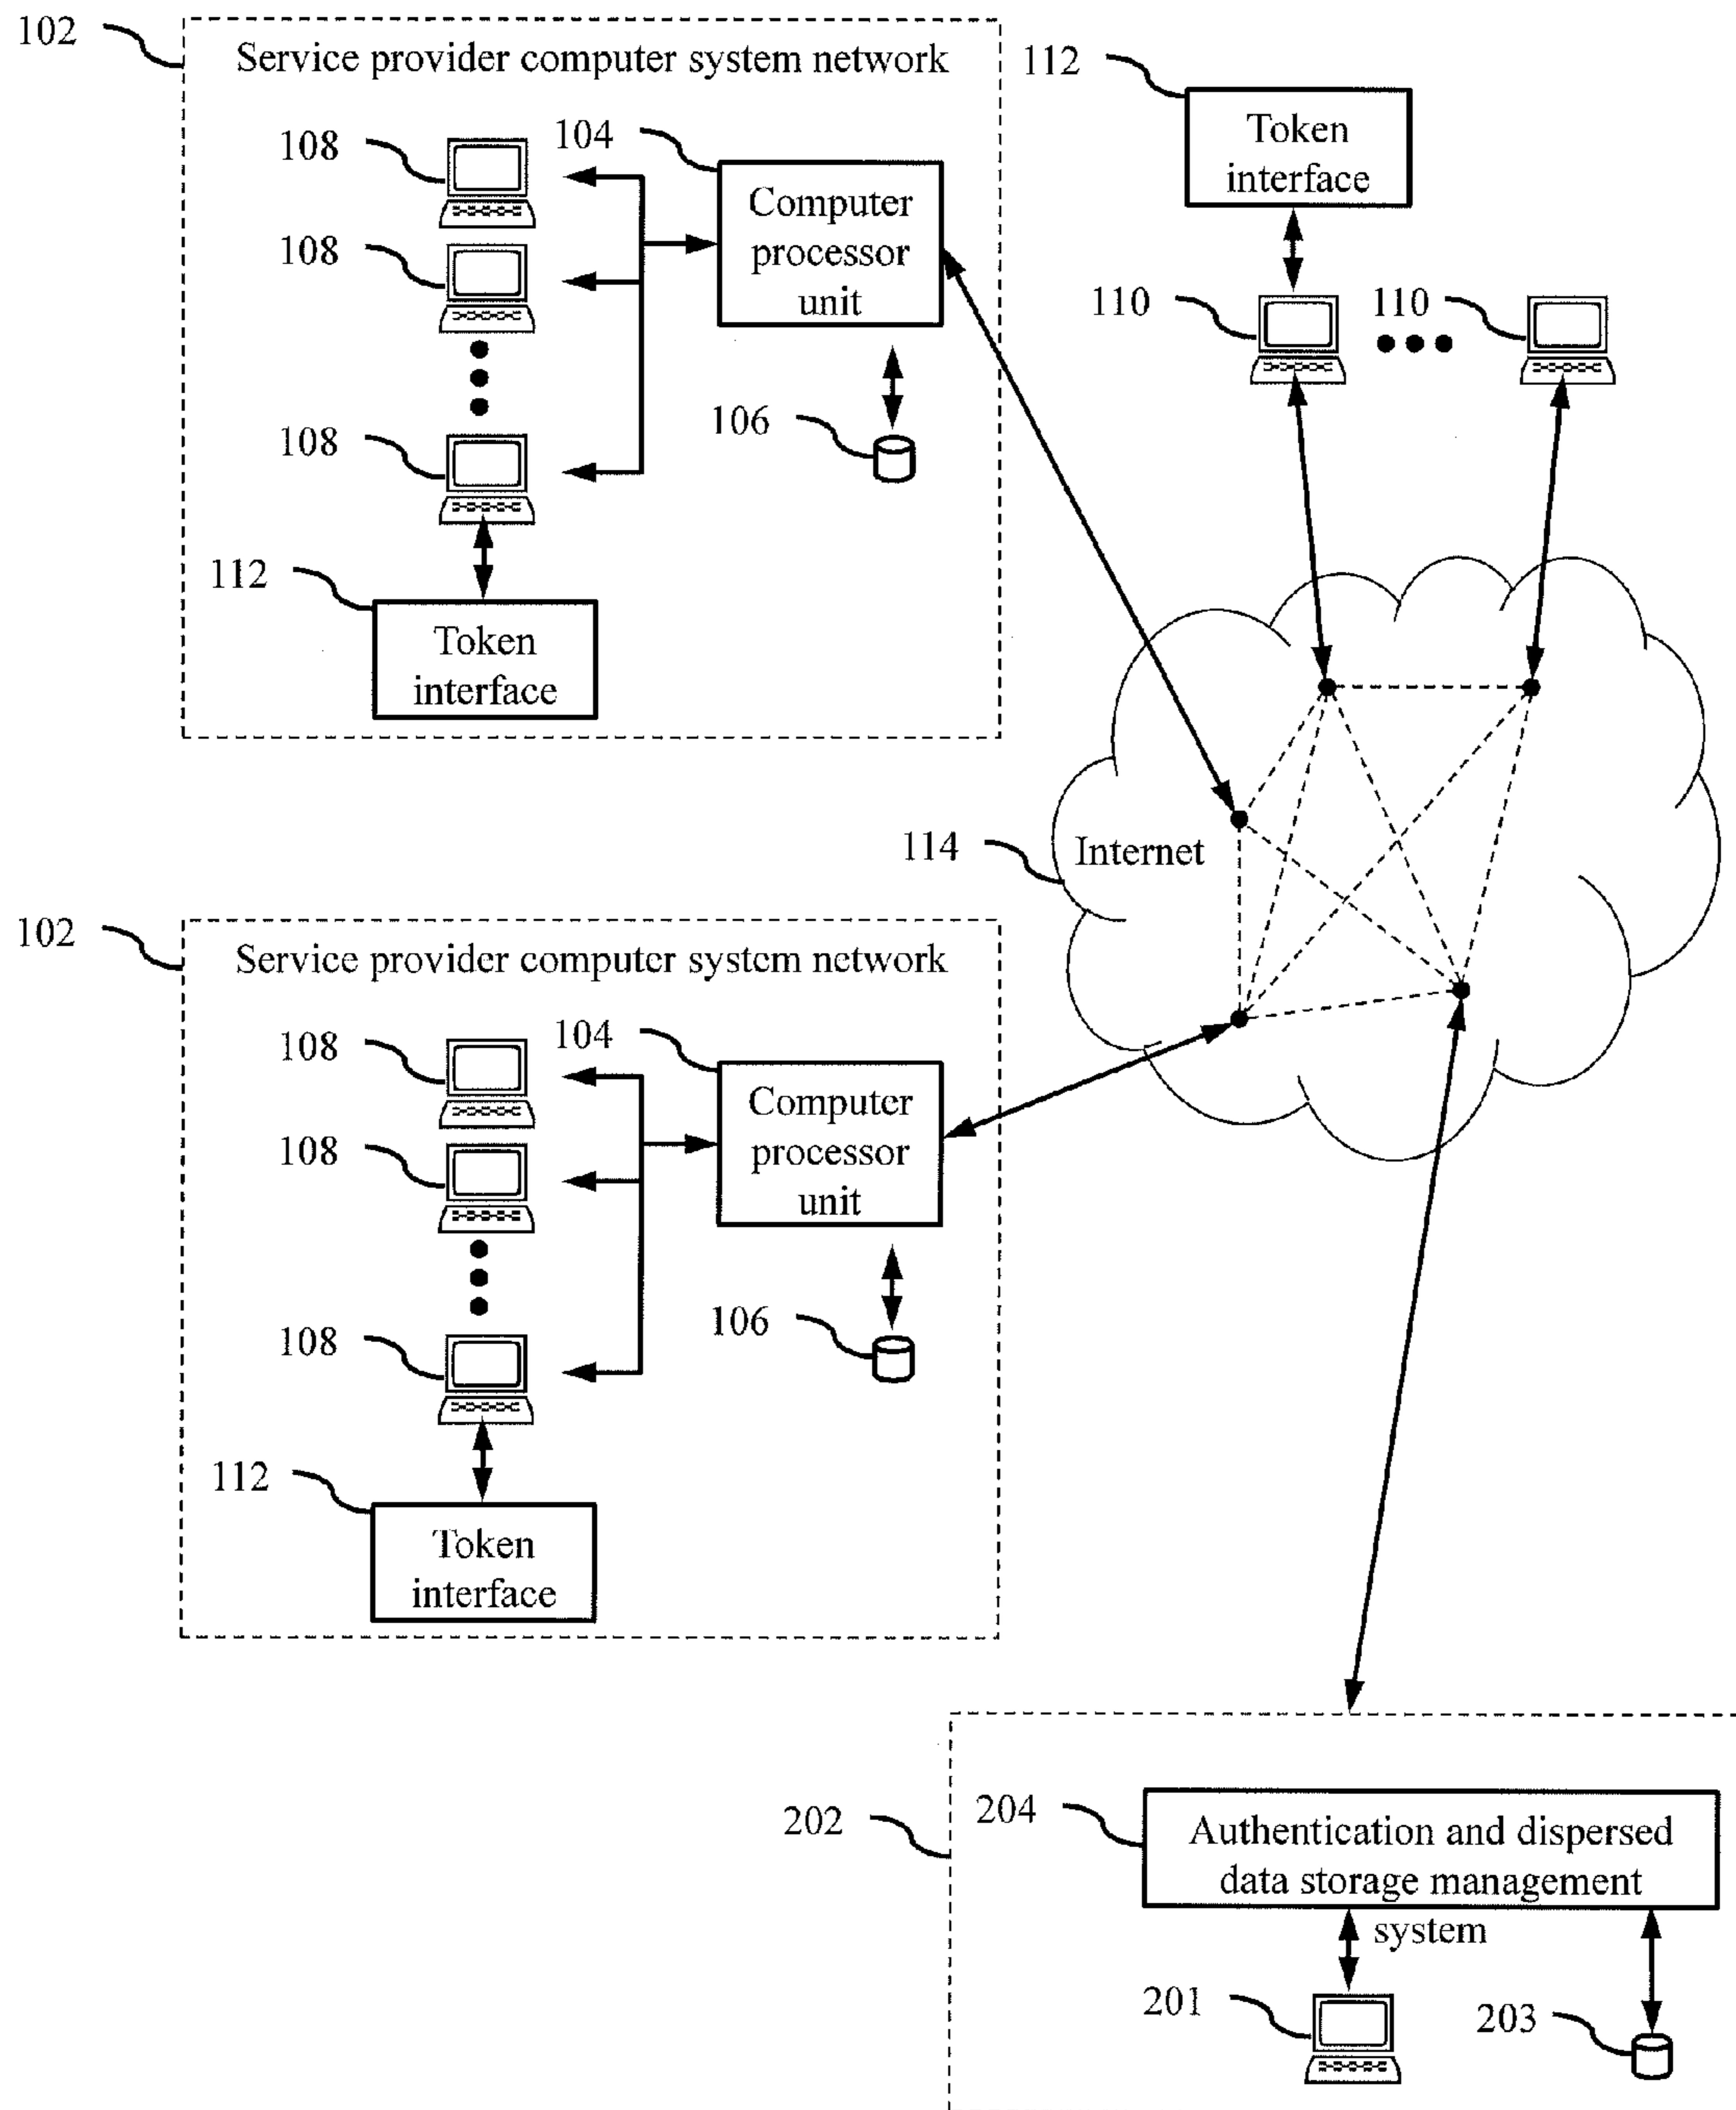 102
Service provider computer system network
108
104
Computer
processor
unit
108
106
108
112
Token
interface
112
Token
interface
110
110
114
Internet
102
Service provider computer system network
108
104
Computer
processor
unit
108
106
108
112
Token
interface
202
204
Authentication and dispersed
data storage management
system
201
203